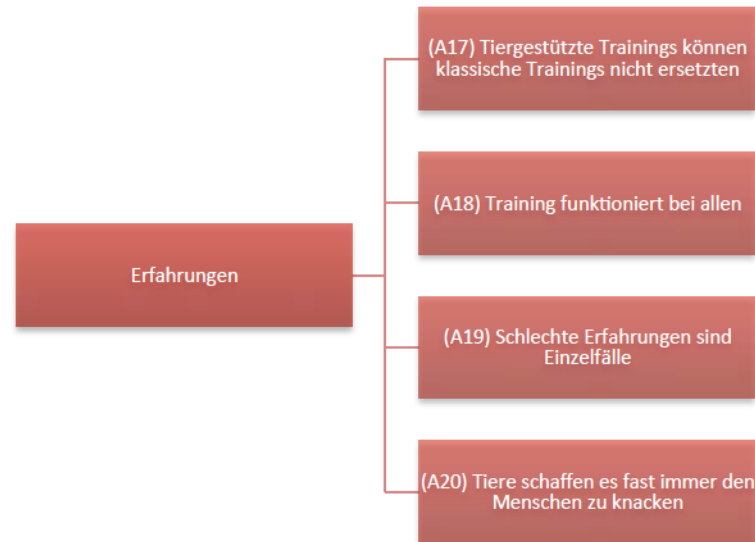 Erfahrungen
(A17) Tiergestützte Trainings können
klassische Trainings nicht ersetzten
(A18) Training funktioniert bei allen
(A19) Schlechte Erfahrungen sind
Einzelfälle
(A20) Tiere schaffen es fast immer den
Menschen zu knacken